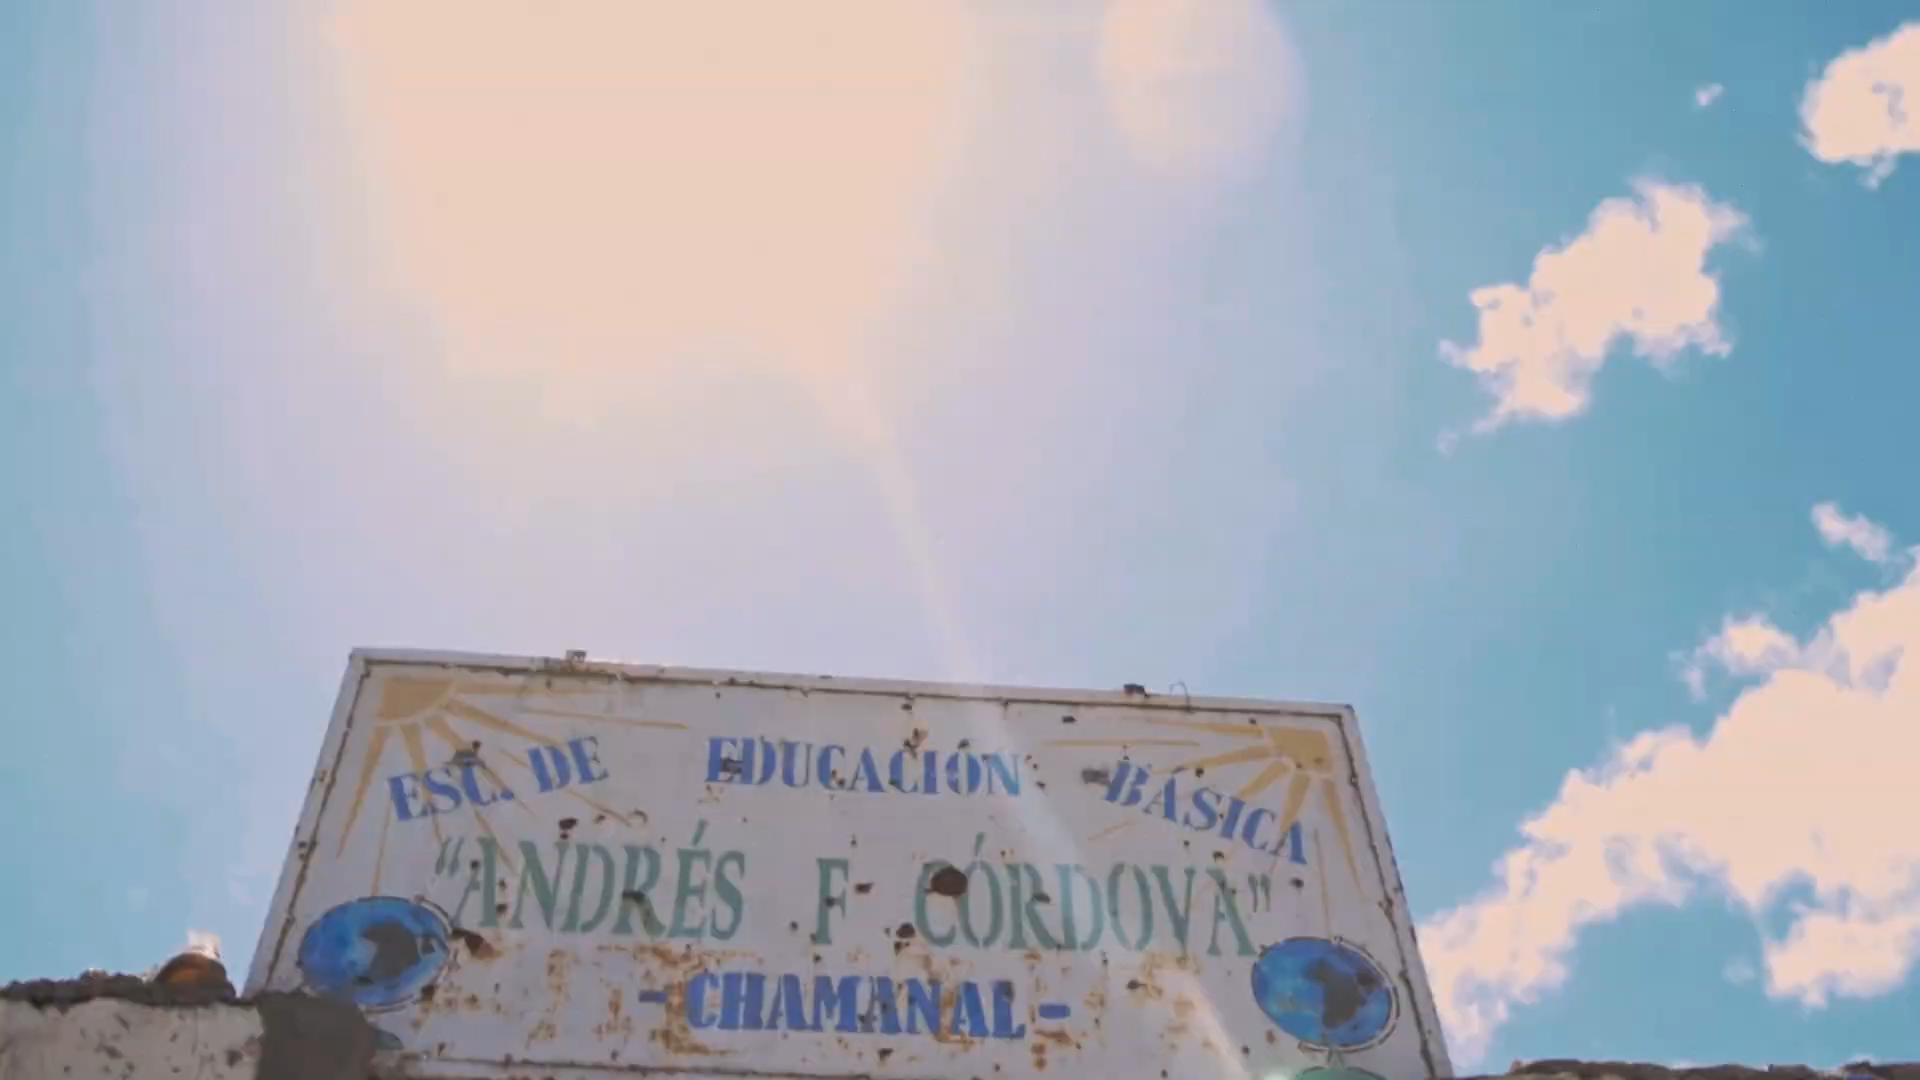 ESC. DE EDUCACIÓN BÁSICA
"ANDRÉS F CÓRDOVA"
- CHAMANAL -